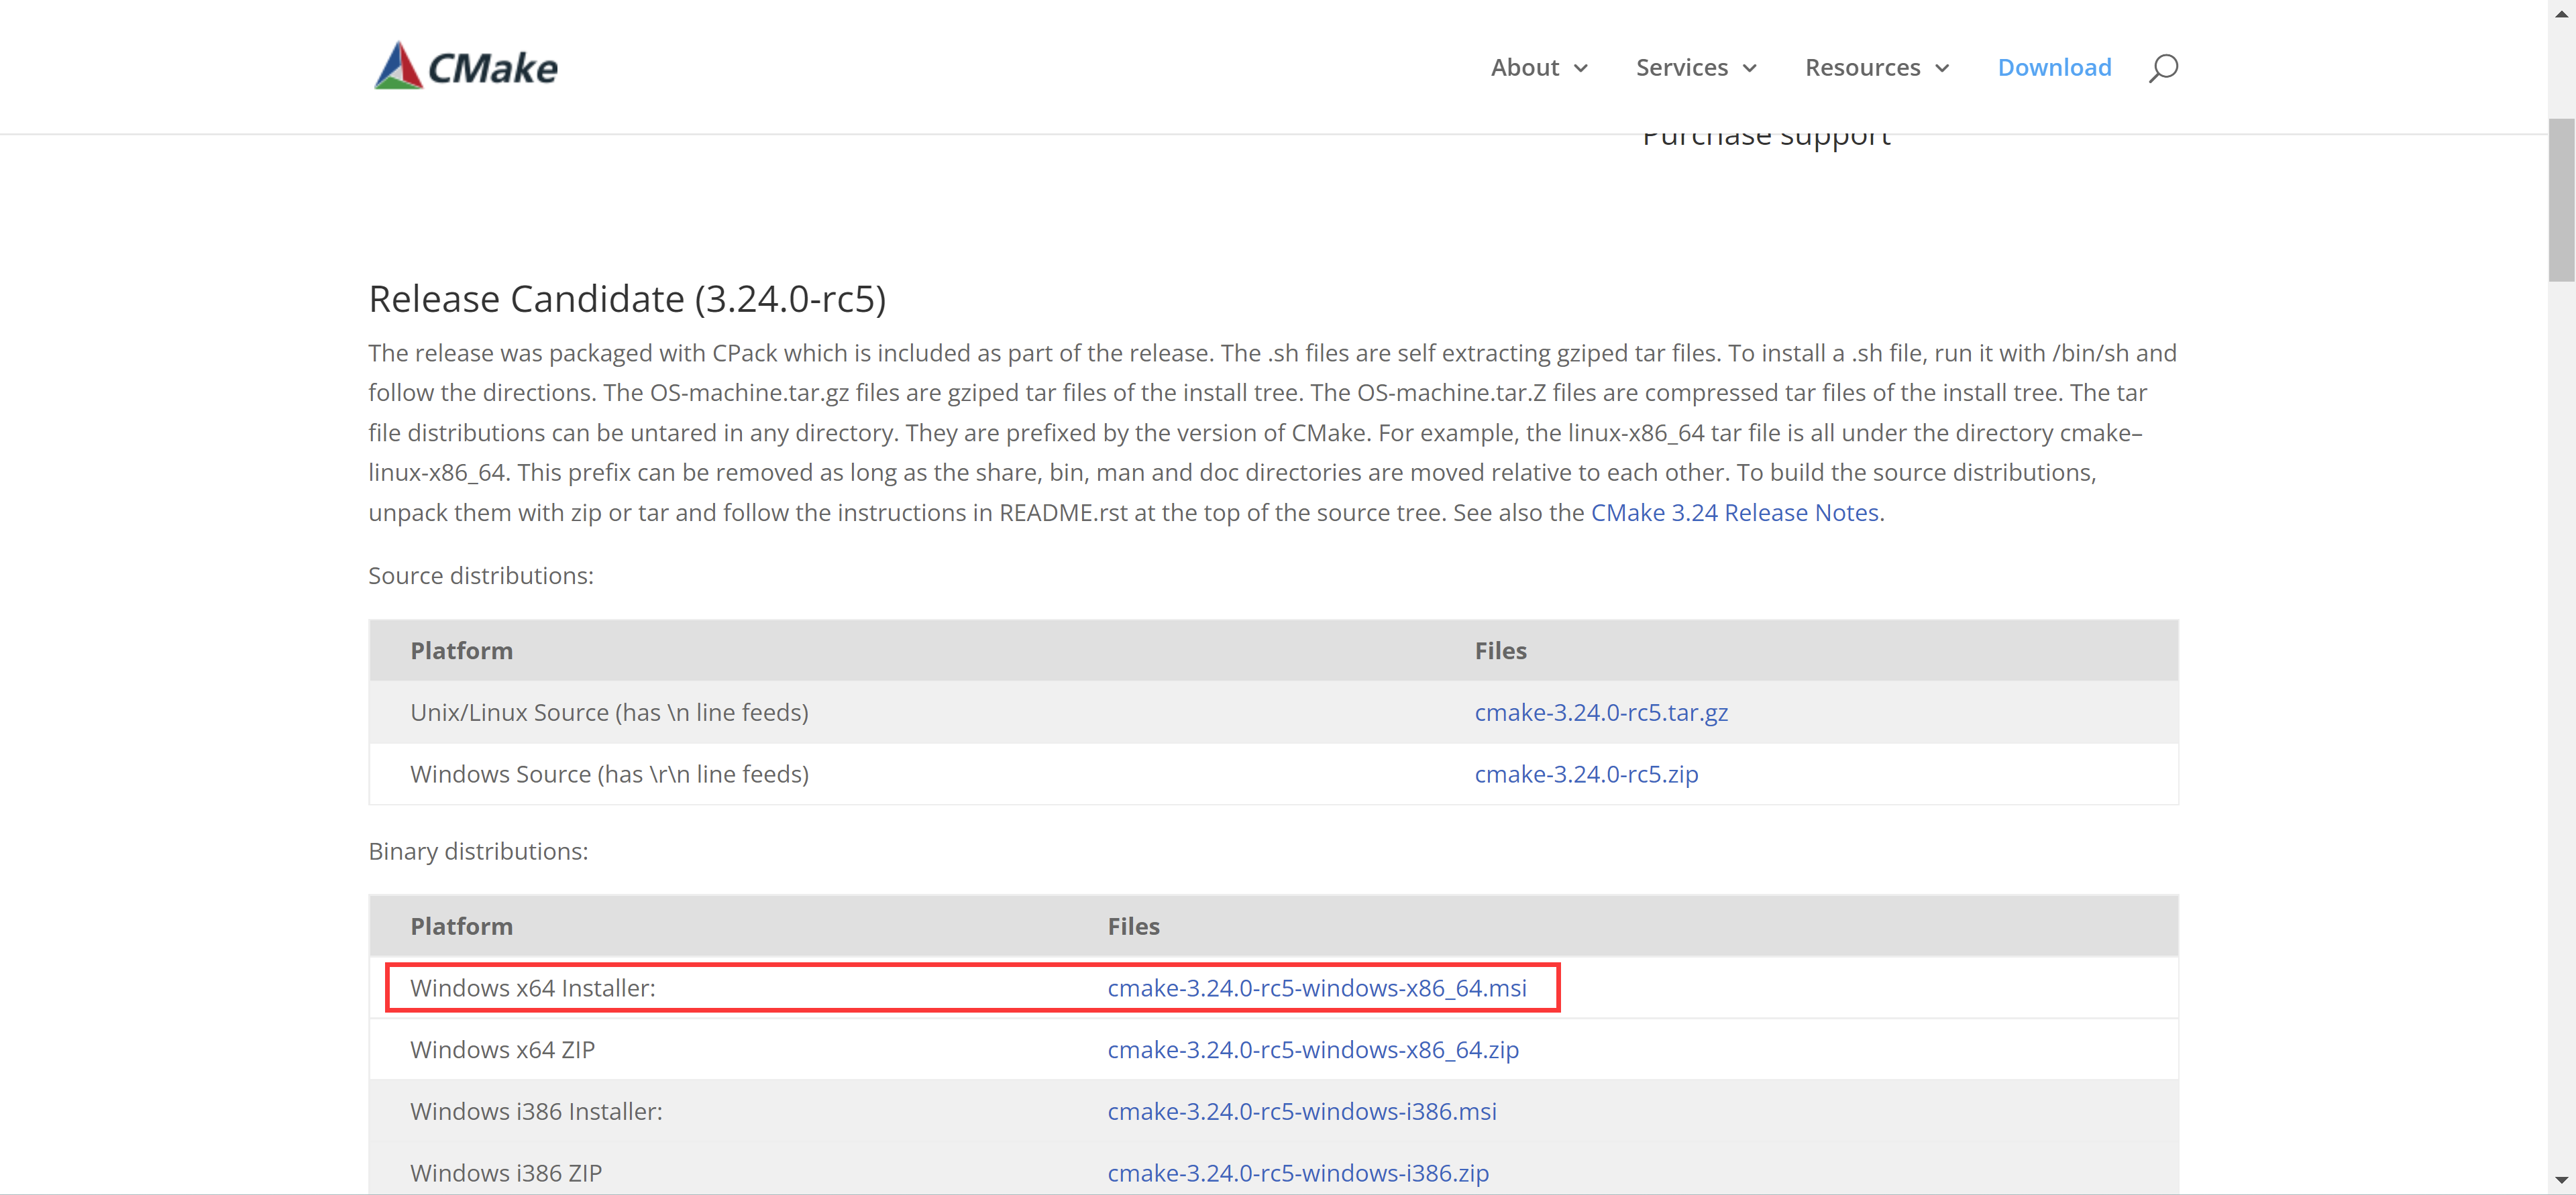 CMake
About
Services
Resources
Download
Purchase support
Release Candidate (3.24.0-rc5)
The release was packaged with CPack which is included as part of the release. The .sh files are self extracting gziped tar files. To install a .sh file, run it with /bin/sh and
follow the directions. The OS-machine.tar.gz files are gziped tar files of the install tree. The OS-machine.tar.Z files are compressed tar files of the install tree. The tar
file distributions can be untared in any directory. They are prefixed by the version of CMake. For example, the linux-x86_64 tar file is all under the directory cmake–
linux-x86_64. This prefix can be removed as long as the share, bin, man and doc directories are moved relative to each other. To build the source distributions,
unpack them with zip or tar and follow the instructions in README.rst at the top of the source tree. See also the CMake 3.24 Release Notes.
Source distributions:
Platform Files
Unix/Linux Source (has \n line feeds) cmake-3.24.0-rc5.tar.gz
Windows Source (has \r\n line feeds) cmake-3.24.0-rc5.zip
Binary distributions:
Platform Files
Windows x64 Installer: cmake-3.24.0-rc5-windows-x86_64.msi
Windows x64 ZIP cmake-3.24.0-rc5-windows-x86_64.zip
Windows i386 Installer: cmake-3.24.0-rc5-windows-i386.msi
Windows i386 ZIP cmake-3.24.0-rc5-windows-i386.zip